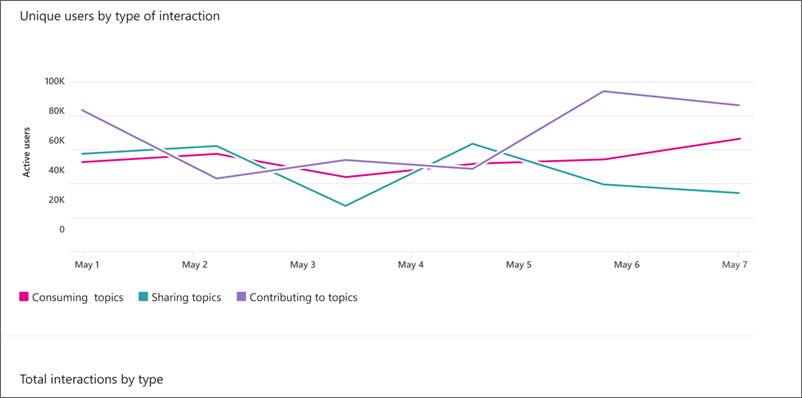 Unique users by type of interaction
100K
80K
60K
40K
20K
0
Active users
May 1 May 2 May 3 May 4 May 5 May 6 May 7
Consuming topics Sharing topics Contributing to topics
Total interactions by type